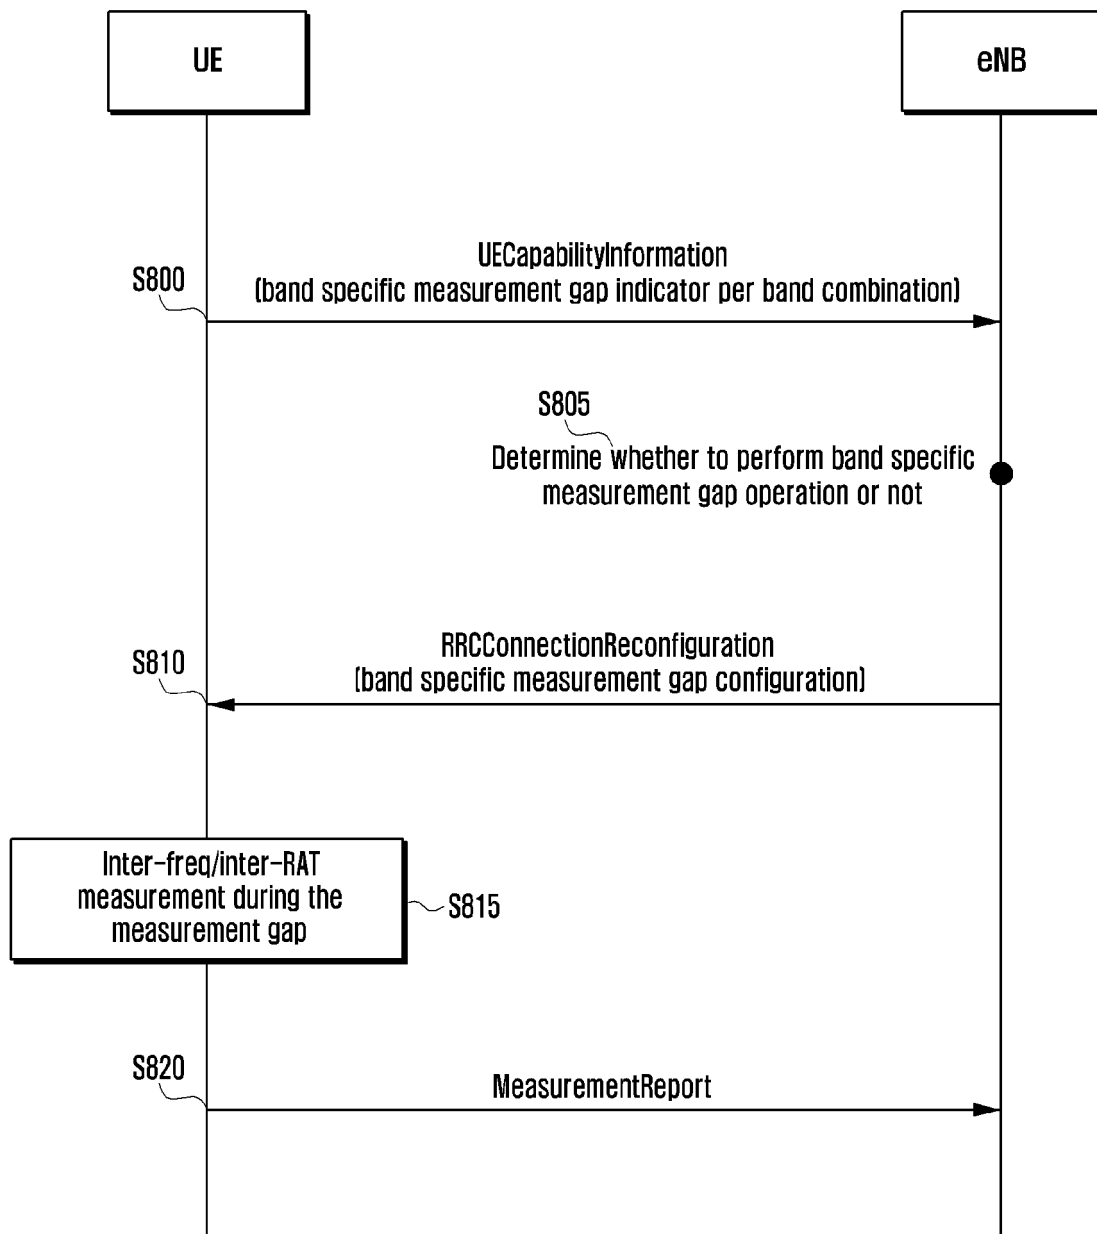 UE
eNB
UECapabilityInformation
(band specific measurement gap indicator per band combination)
S800
S805
Determine whether to perform band specific
measurement gap operation or not
RRCConnectionReconfiguration
(band specific measurement gap configuration)
S810
Inter-freq/inter-RAT
measurement during the
measurement gap
S815
S820
MeasurementReport